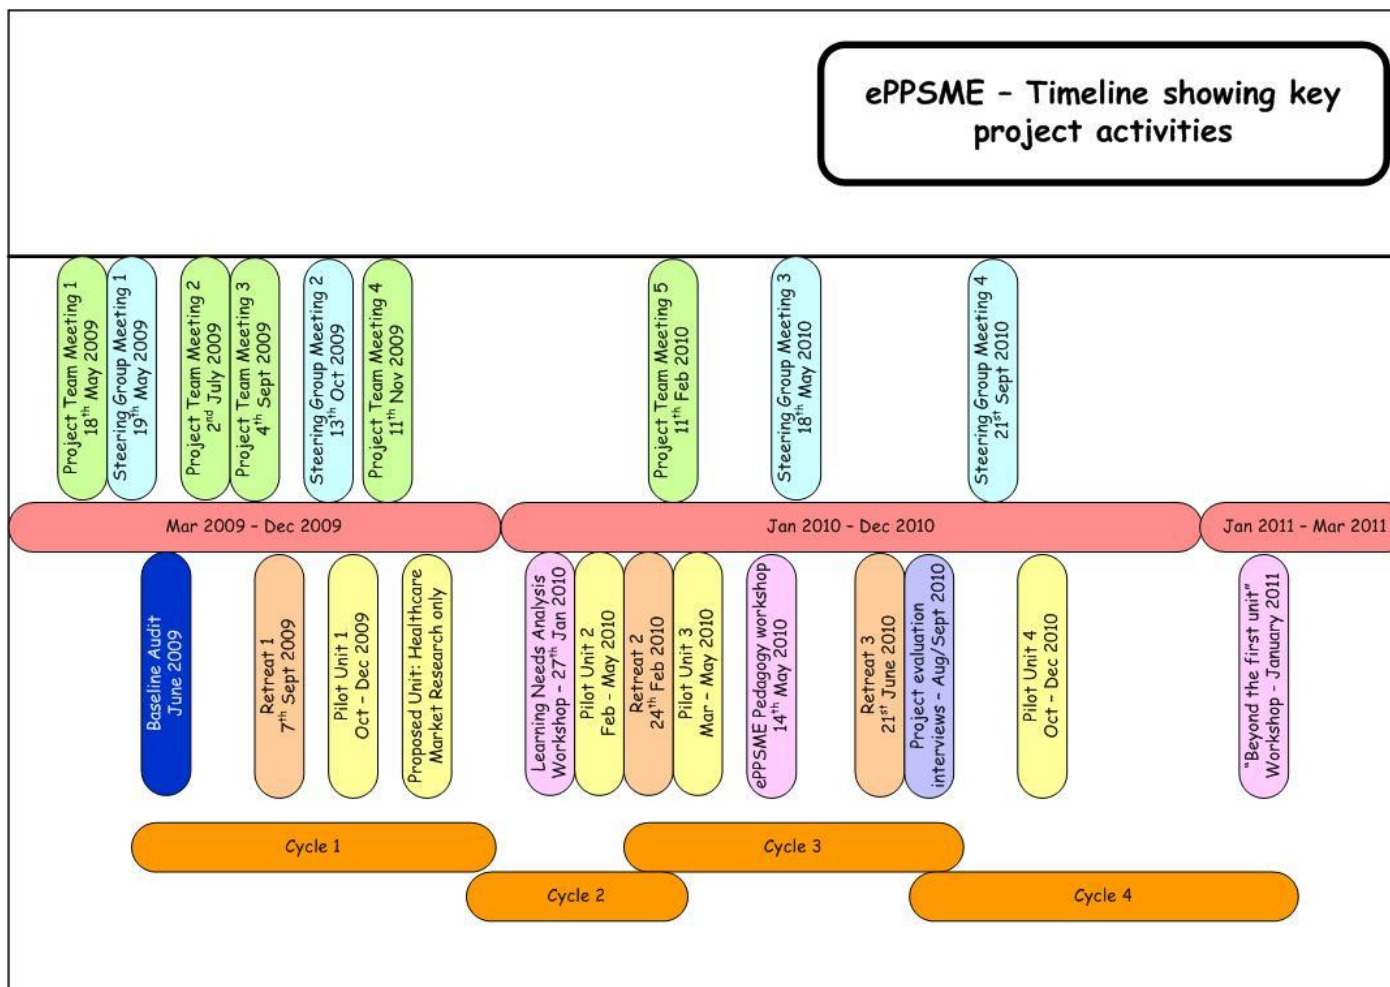 ePPSME – Timeline showing key
project activities
Project Team Meeting 1
18th May 2009
Steering Group Meeting 1
19th May 2009
Project Team Meeting 2
2nd July 2009
Project Team Meeting 3
4th Sept 2009
Steering Group Meeting 2
13th Oct 2009
Project Team Meeting 4
11th Nov 2009
Project Team Meeting 5
11th Feb 2010
Steering Group Meeting 3
18th May 2010
Steering Group Meeting 4
21st Sept 2010
Mar 2009 – Dec 2009
Jan 2010 – Dec 2010
Jan 2011 – Mar 2011
Baseline Audit
June 2009
Retreat 1
7th Sept 2009
Pilot Unit 1
Oct – Dec 2009
Proposed Unit: Healthcare
Market Research only
Learning Needs Analysis
Workshop – 27th Jan 2010
Pilot Unit 2
Feb – May 2010
Retreat 2
24th Feb 2010
Pilot Unit 3
Mar – May 2010
ePPSME Pedagogy workshop
14th May 2010
Retreat 3
21st June 2010
Project evaluation
interviews – Aug/Sept 2010
Pilot Unit 4
Oct – Dec 2010
"Beyond the first unit"
Workshop - January 2011
Cycle 1
Cycle 3
Cycle 2
Cycle 4